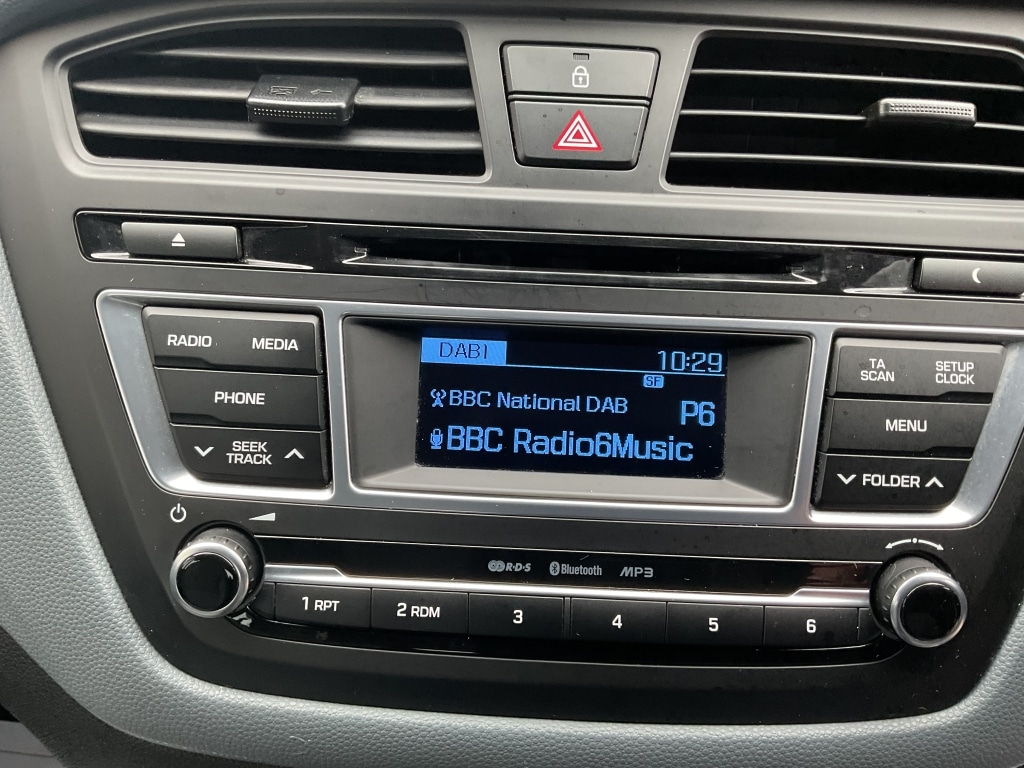 DAB1 10:29
SF
BBC National DAB P6
BBC Radio6Music
RADIO MEDIA
PHONE
SEEK
TRACK
TA
SCAN
SETUP
CLOCK
MENU
FOLDER
R·D·S Bluetooth MP3
1 RPT 2 RDM 3 4 5 6